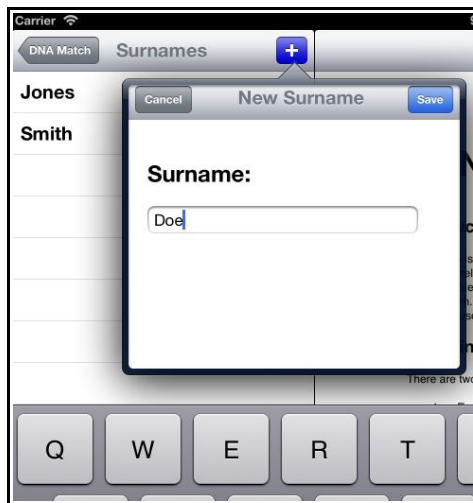 Carrier
DNA Match Surnames +
Jones
Smith
Cancel New Surname Save
Surname:
Doe
There are two
Q W E R T